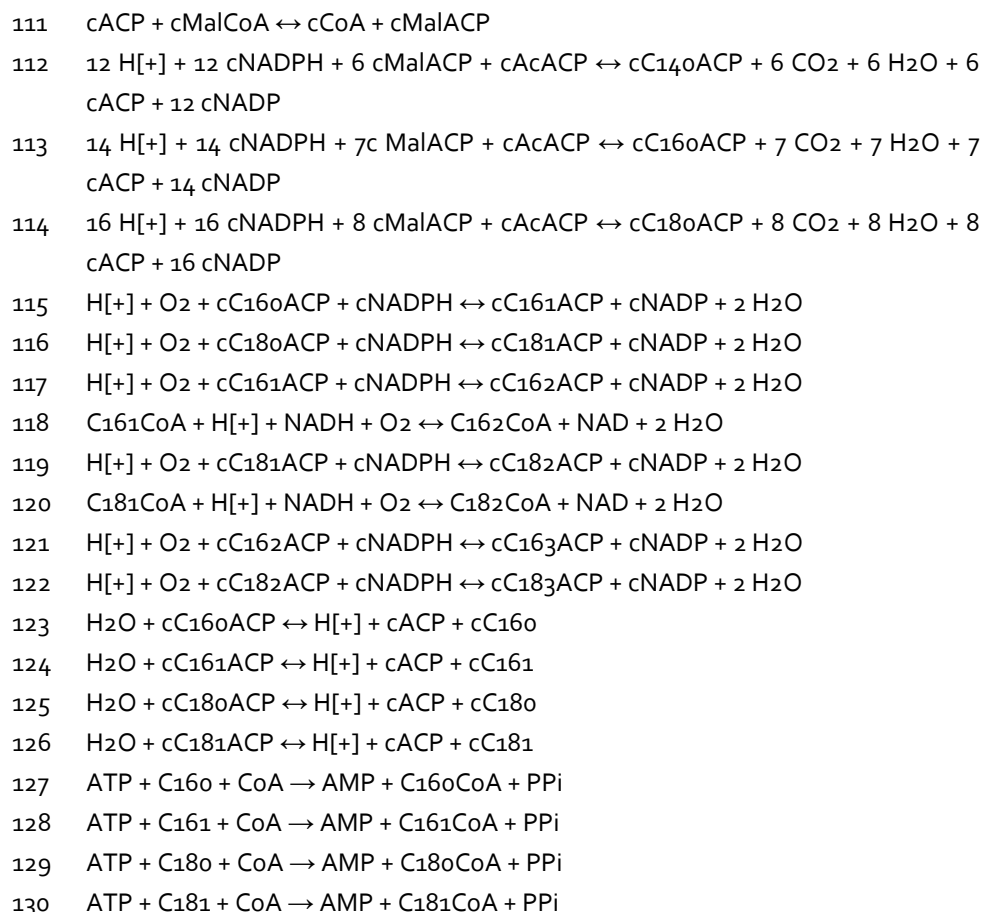 111 cACP + cMalCoA ↔ cCoA + cMalACP
112 12 H[+] + 12 cNADPH + 6 cMalACP + cAcACP ↔ cC140ACP + 6 CO2 + 6 H2O + 6
cACP + 12 cNADP
113 14 H[+] + 14 cNADPH + 7c MalACP + cAcACP ↔ cC160ACP + 7 CO2 + 7 H2O + 7
cACP + 14 cNADP
114 16 H[+] + 16 cNADPH + 8 cMalACP + cAcACP ↔ cC180ACP + 8 CO2 + 8 H2O + 8
cACP + 16 cNADP
115 H[+] + O2 + cC160ACP + cNADPH ↔ cC161ACP + cNADP + 2 H2O
116 H[+] + O2 + cC180ACP + cNADPH ↔ cC181ACP + cNADP + 2 H2O
117 H[+] + O2 + cC161ACP + cNADPH ↔ cC162ACP + cNADP + 2 H2O
118 C161CoA + H[+] + NADH + O2 ↔ C162CoA + NAD + 2 H2O
119 H[+] + O2 + cC181ACP + cNADPH ↔ cC182ACP + cNADP + 2 H2O
120 C181CoA + H[+] + NADH + O2 ↔ C182CoA + NAD + 2 H2O
121 H[+] + O2 + cC162ACP + cNADPH ↔ cC163ACP + cNADP + 2 H2O
122 H[+] + O2 + cC182ACP + cNADPH ↔ cC183ACP + cNADP + 2 H2O
123 H2O + cC160ACP ↔ H[+] + cACP + cC160
124 H2O + cC161ACP ↔ H[+] + cACP + cC161
125 H2O + cC180ACP ↔ H[+] + cACP + cC180
126 H2O + cC181ACP ↔ H[+] + cACP + cC181
127 ATP + C160 + CoA → AMP + C160CoA + PPi
128 ATP + C161 + CoA → AMP + C161CoA + PPi
129 ATP + C180 + CoA → AMP + C180CoA + PPi
130 ATP + C181 + CoA → AMP + C181CoA + PPi